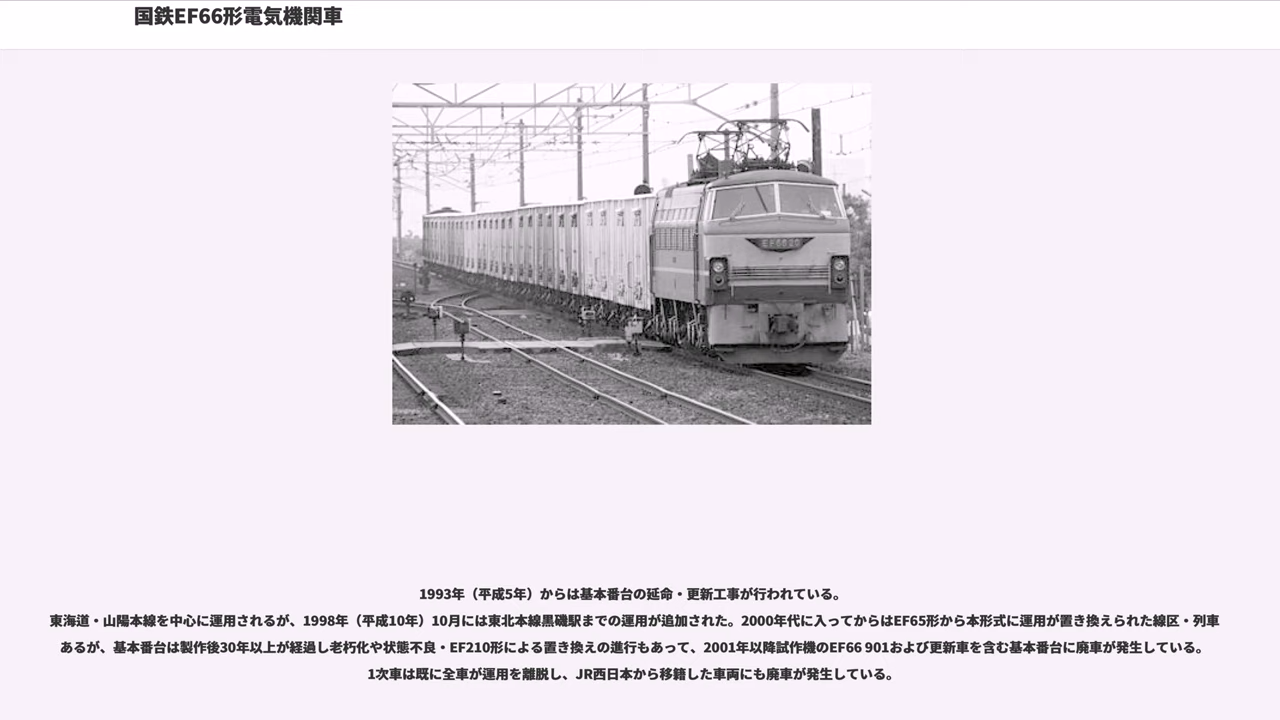 国鉄EF66形電気機関車
EF66 20
1993年（平成5年）からは基本番台の延命・更新工事が行われている。
東海道・山陽本線を中心に運用されるが、1998年（平成10年）10月には東北本線黒磯駅までの運用が追加された。2000年代に入ってからはEF65形から本形式に運用が置き換えられた線区・列車
あるが、基本番台は製作後30年以上が経過し老朽化や状態不良・EF210形による置き換えの進行もあって、2001年以降試作機のEF66 901および更新車を含む基本番台に廃車が発生している。
1次車は既に全車が運用を離脱し、JR西日本から移籍した車両にも廃車が発生している。